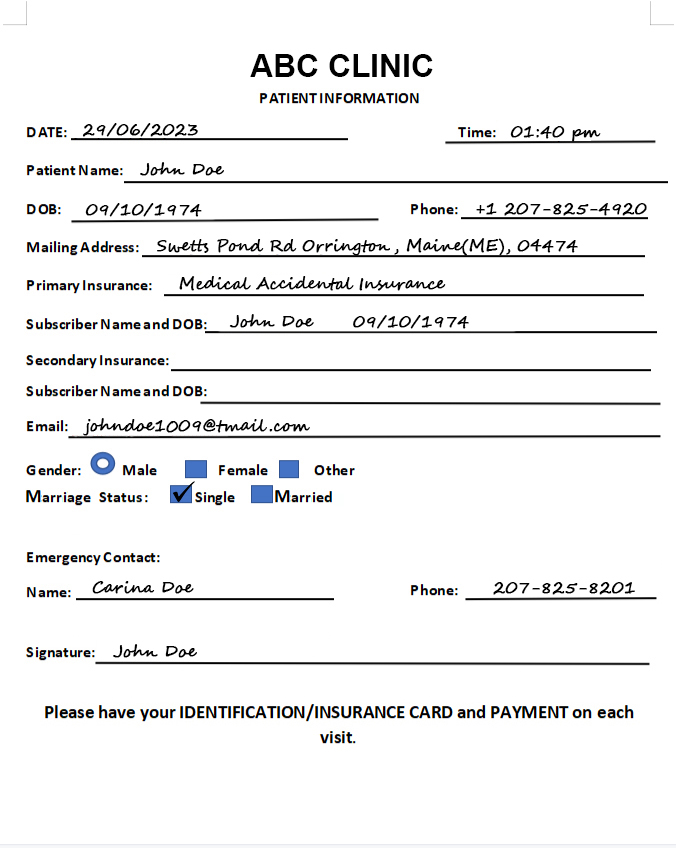 ABC CLINIC
PATIENT INFORMATION
DATE: 29/06/2023 Time: 01:40 pm
Patient Name: John Doe
DOB: 09/10/1974 Phone: +1 207-825-4920
Mailing Address: Swetts Pond Rd Orrington, Maine(ME), 04474
Primary Insurance: Medical Accidental Insurance
Subscriber Name and DOB: John Doe 09/10/1974
Secondary Insurance:
Subscriber Name and DOB:
Email: johndoe1009@tmail.com
Gender: Male Female Other
Marriage Status: Single Married
Emergency Contact:
Name: Carina Doe Phone: 207-825-8201
Signature: John Doe
Please have your IDENTIFICATION/INSURANCE CARD and PAYMENT on each
visit.